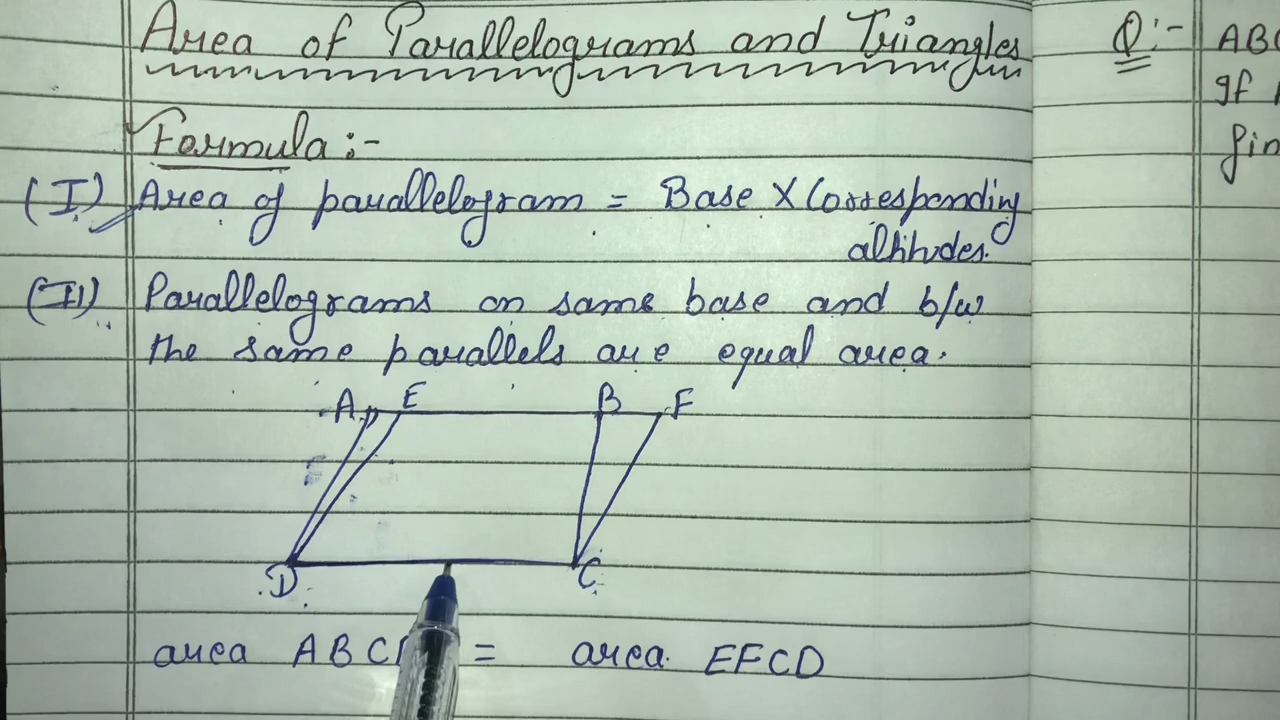 Area of Parallelograms and Triangles
Formula :-
(I) Area of parallelogram = Base X Corresponding
altitudes.
(II) Parallelograms on same base and b/w
the same parallels are equal area.
A E B F
D C
area ABCD = area EFCD
Q:- ABC
If
fin